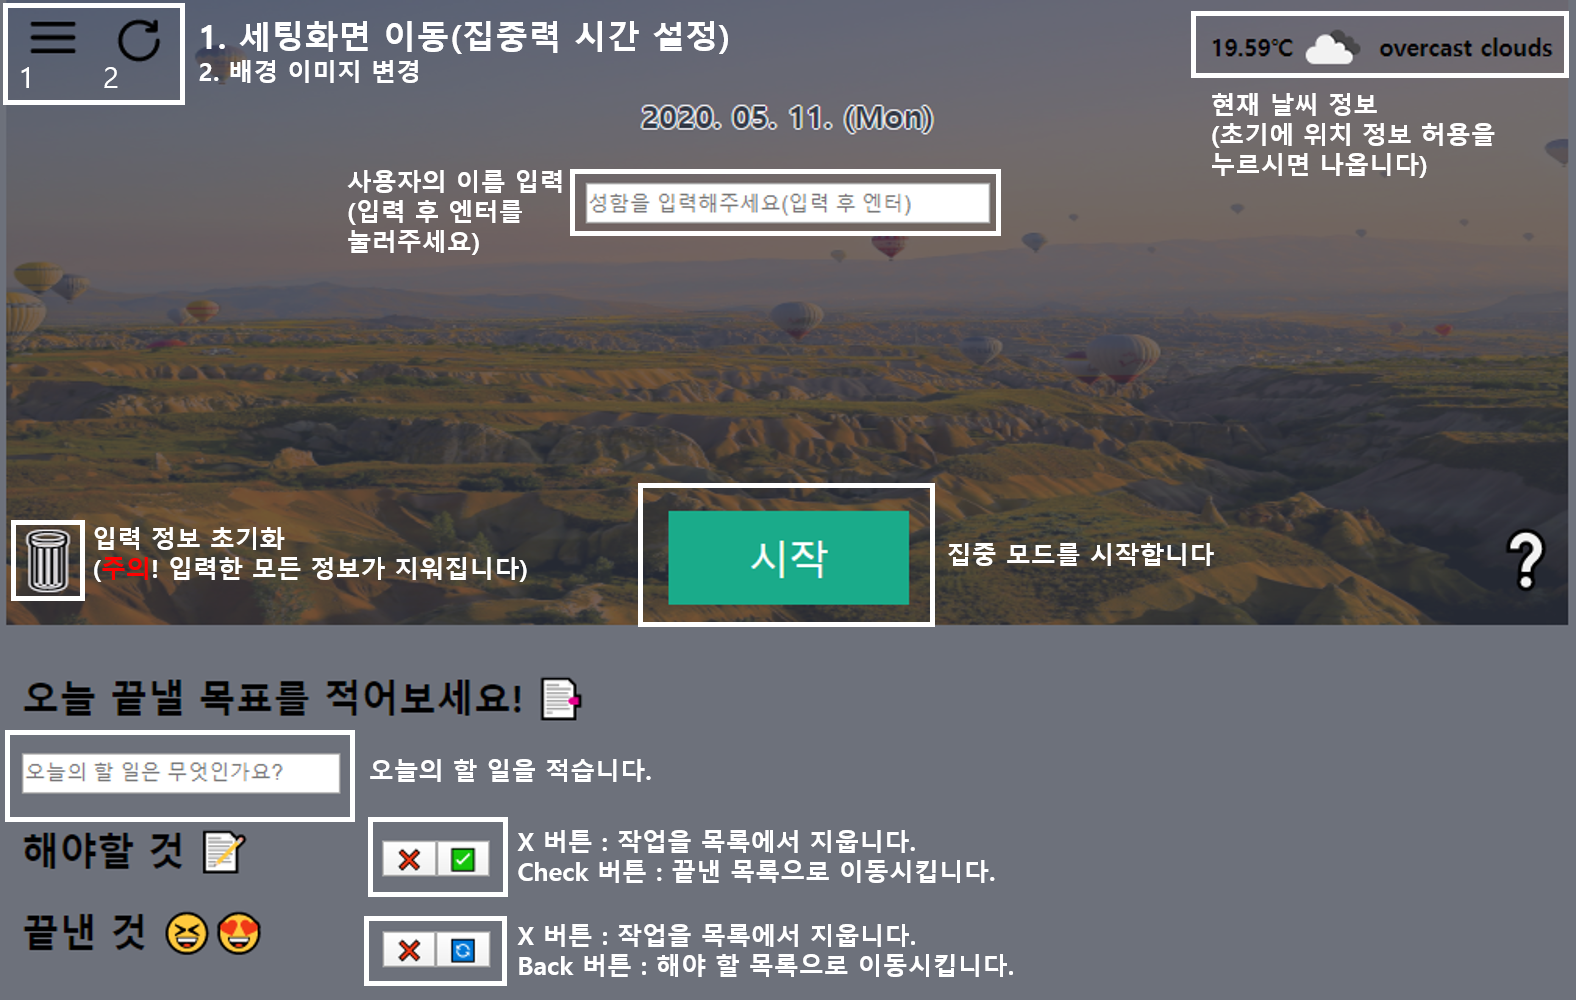 1
2
1. 세팅화면 이동(집중력 시간 설정)
2. 배경 이미지 변경
19.59℃ overcast clouds
현재 날씨 정보
(초기에 위치 정보 허용을
누르시면 나옵니다)
2020. 05. 11. (Mon)
사용자의 이름 입력
(입력 후 엔터를
눌러주세요)
성함을 입력해주세요(입력 후 엔터)
입력 정보 초기화
(주의! 입력한 모든 정보가 지워집니다)
시작
집중 모드를 시작합니다
?
오늘 끝낼 목표를 적어보세요!
오늘의 할 일은 무엇인가요?
오늘의 할 일을 적습니다.
해야할 것
X 버튼 : 작업을 목록에서 지웁니다.
Check 버튼 : 끝낸 목록으로 이동시킵니다.
끝낸 것
X 버튼 : 작업을 목록에서 지웁니다.
Back 버튼 : 해야 할 목록으로 이동시킵니다.